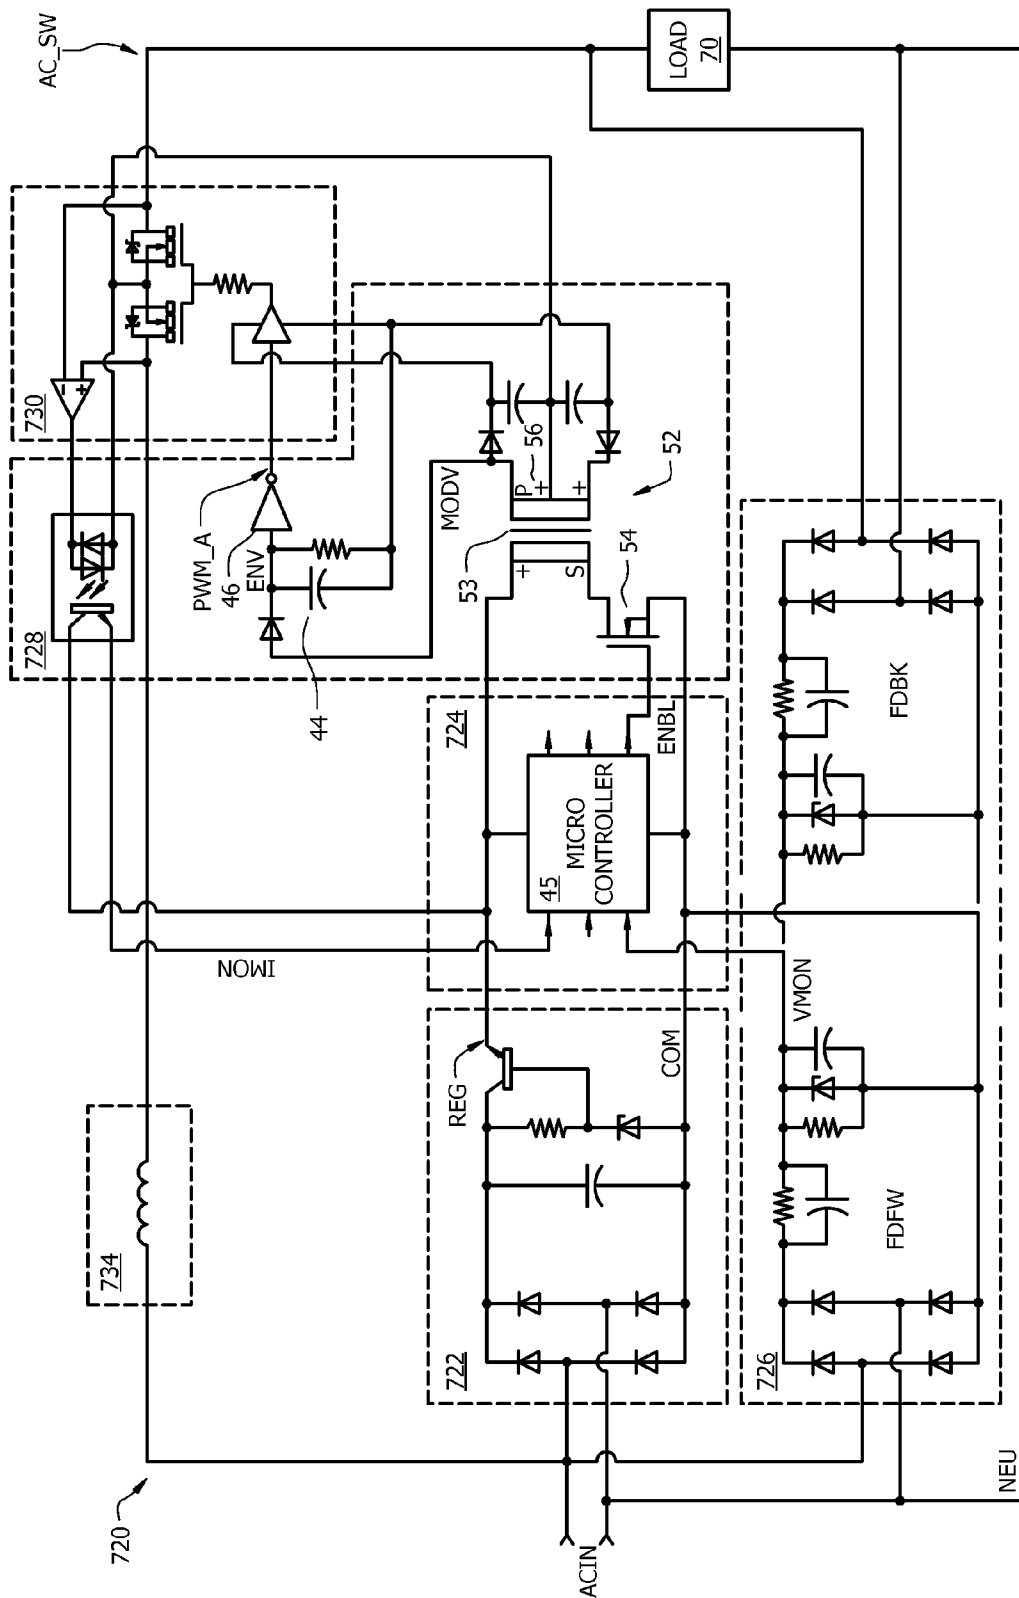 AC_SW
LOAD
70
730
728
PWM_A
46
ENV
MODV
P
+
56
+
52
53
+
S
54
44
724
ENBL
45
MICRO
CONTROLLER
IMON
REG
COM
722
734
720
ACIN
NEU
726
FDFW
VMON
FDBK
-
+